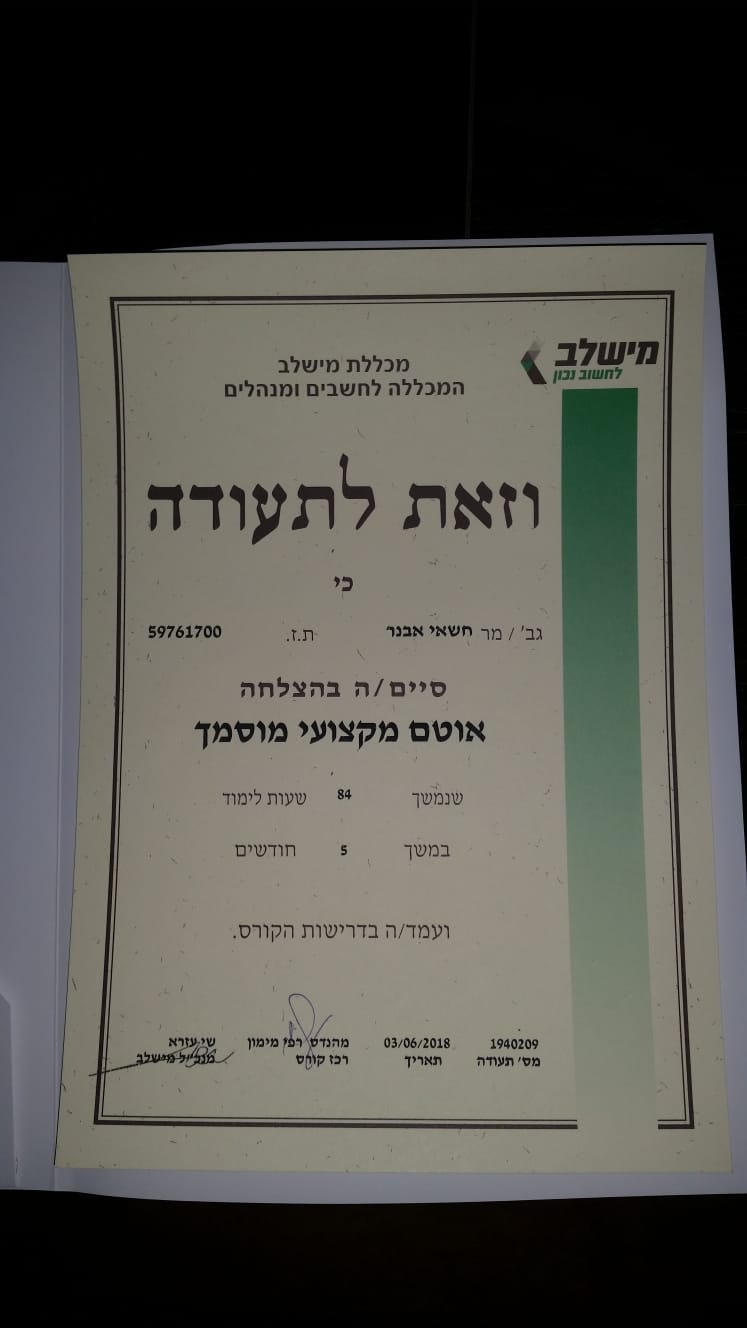 מישלב
לחשוב נכון
מכללת מישלב
המכללה לחשבים ומנהלים
וזאת לתעודה
כי
גב' / מר חשאי אבנר ת.ז. 59761700
סיים/ה בהצלחה
אוטם מקצועי מוסמך
שנמשך 84 שעות לימוד
במשך 5 חודשים
ועמד/ה בדרישות הקורס.
1940209 03/06/2018 מהנדס רפי מימון שי עזרא
מס' תעודה תאריך רכז קורס מנכ"ל מישלב